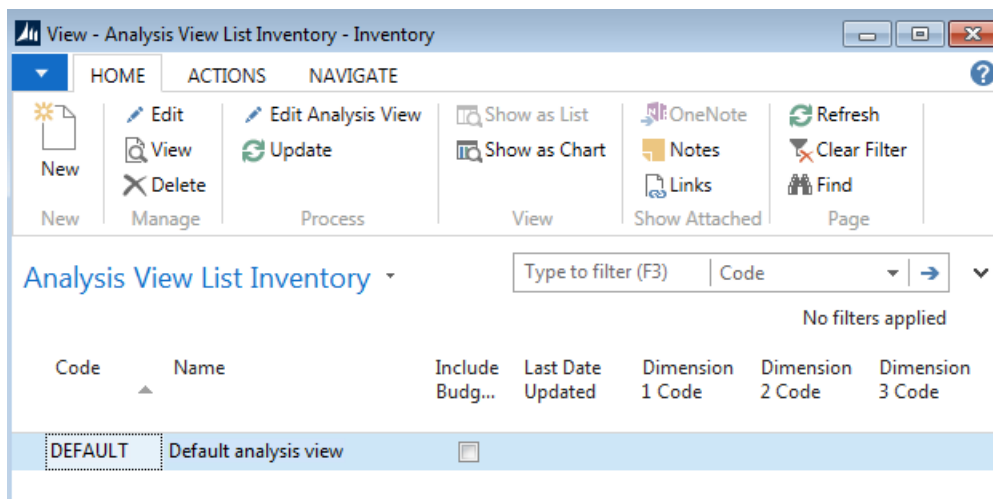 View - Analysis View List Inventory - Inventory
HOME ACTIONS NAVIGATE
Edit Edit Analysis View Show as List OneNote Refresh
New View Update Show as Chart Notes Clear Filter
Delete Links Find
New Manage Process View Show Attached Page
Analysis View List Inventory Type to filter (F3) Code
No filters applied
Code Name Include Last Date Dimension Dimension Dimension
Budg... Updated 1 Code 2 Code 3 Code
DEFAULT Default analysis view